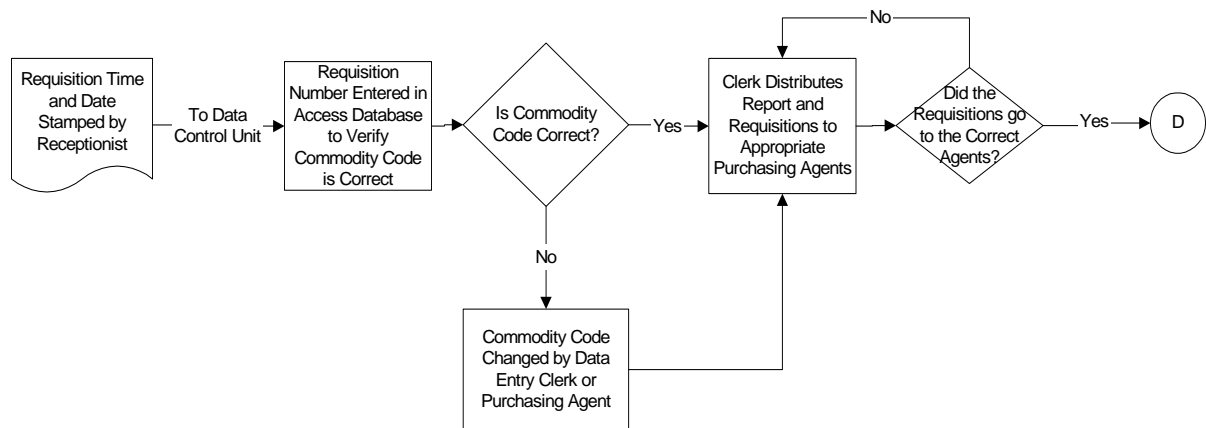 Requisition Time
and Date
Stamped by
Receptionist
To Data
Control Unit
Requisition
Number Entered in
Access Database
to Verify
Commodity Code
is Correct
Is Commodity
Code Correct?
Yes
No
Commodity Code
Changed by Data
Entry Clerk or
Purchasing Agent
Clerk Distributes
Report and
Requisitions to
Appropriate
Purchasing Agents
No
Did the
Requisitions go
to the Correct
Agents?
Yes
D